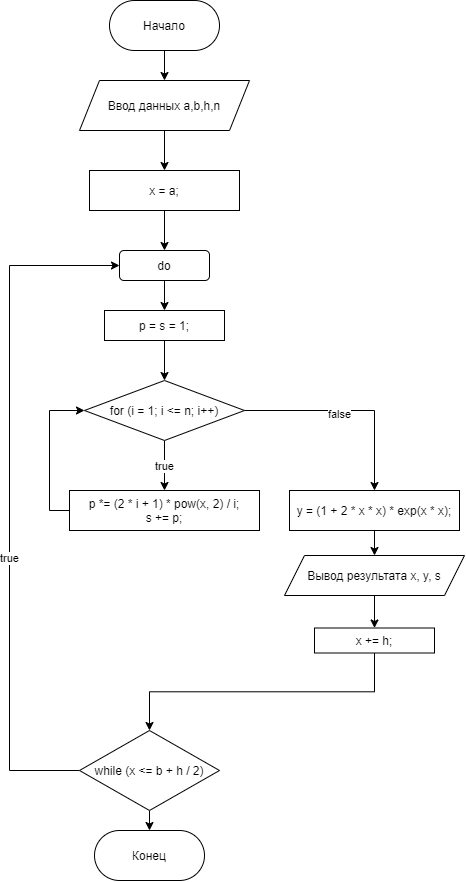 Начало
Ввод данных a,b,h,n
x = a;
do
p = s = 1;
for (i = 1; i <= n; i++)
false
true
p *= (2 * i + 1) * pow(x, 2) / i;
s += p;
y = (1 + 2 * x * x) * exp(x * x);
true
Вывод результата x, y, s
x += h;
while (x <= b + h / 2)
Конец